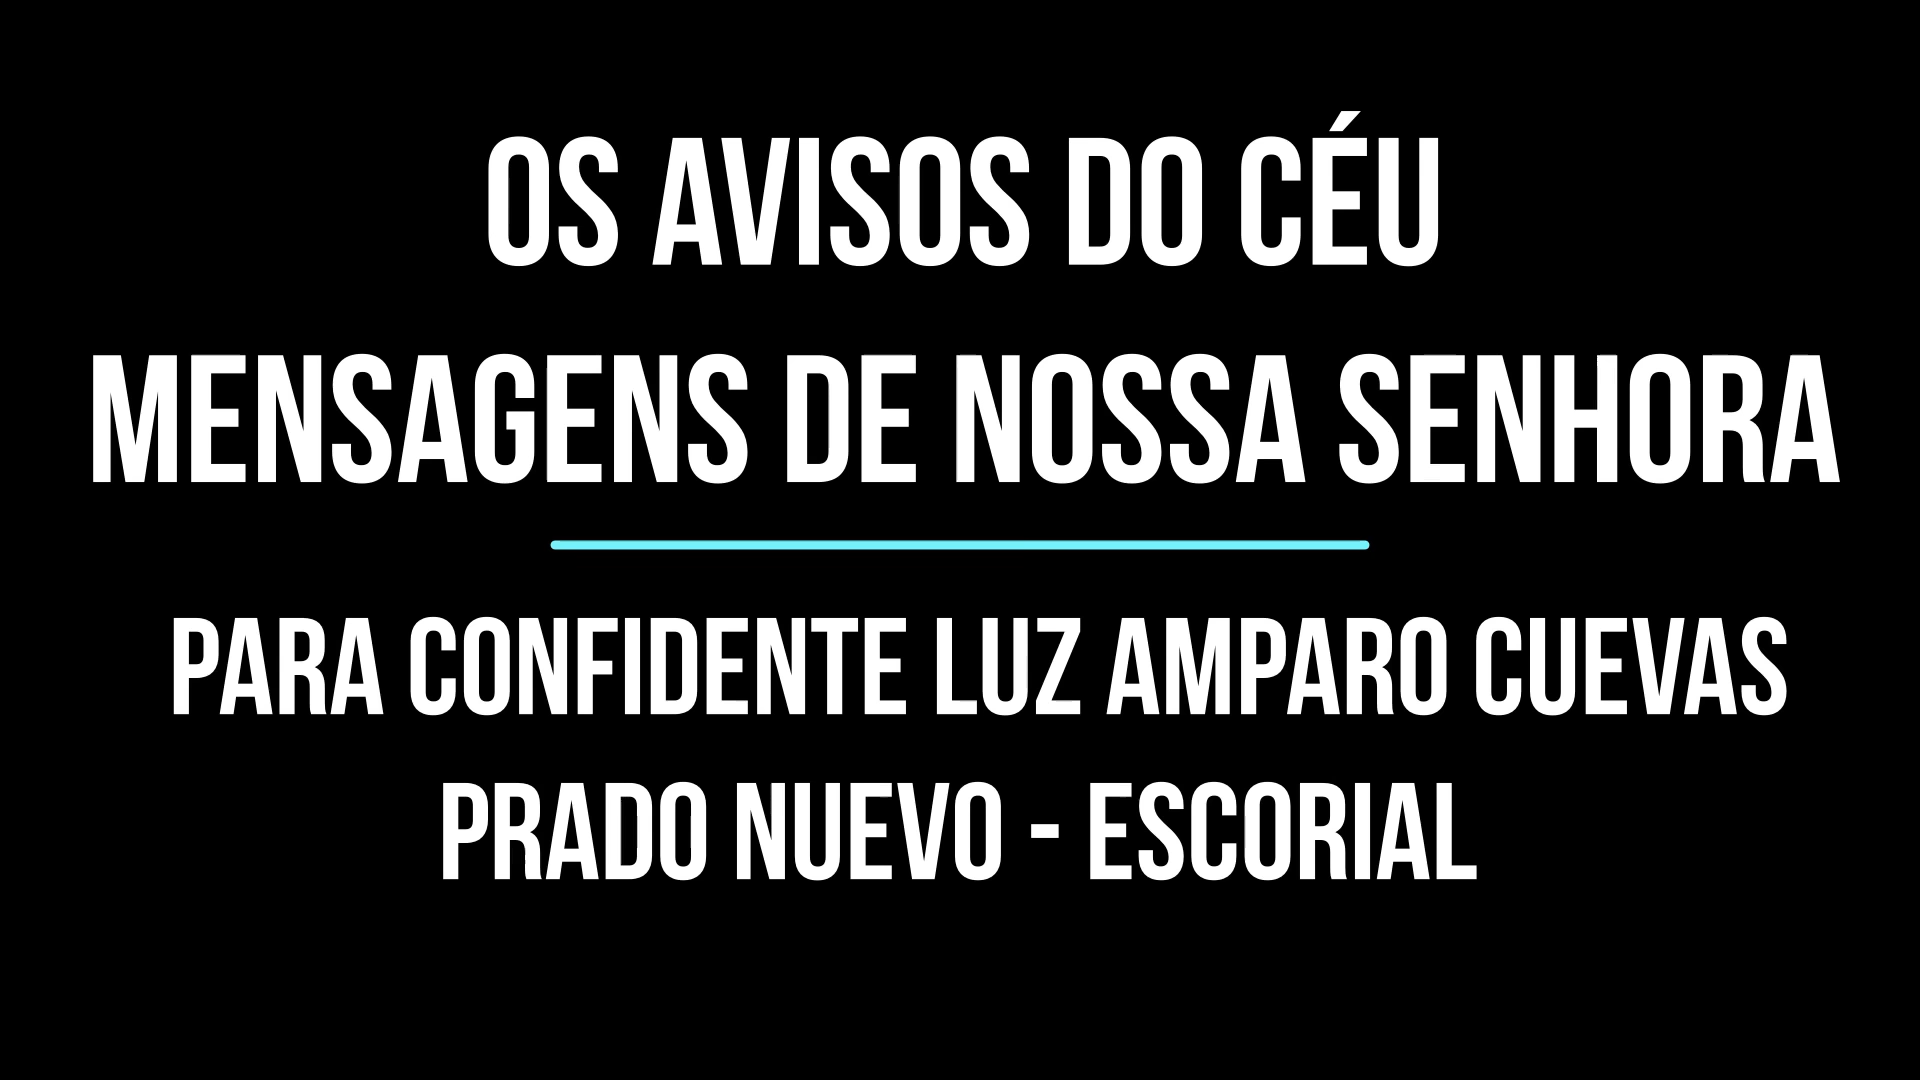 OS AVISOS DO CÉU
MENSAGENS DE NOSSA SENHORA
PARA CONFIDENTE LUZ AMPARO CUEVAS
PRADO NUEVO - ESCORIAL